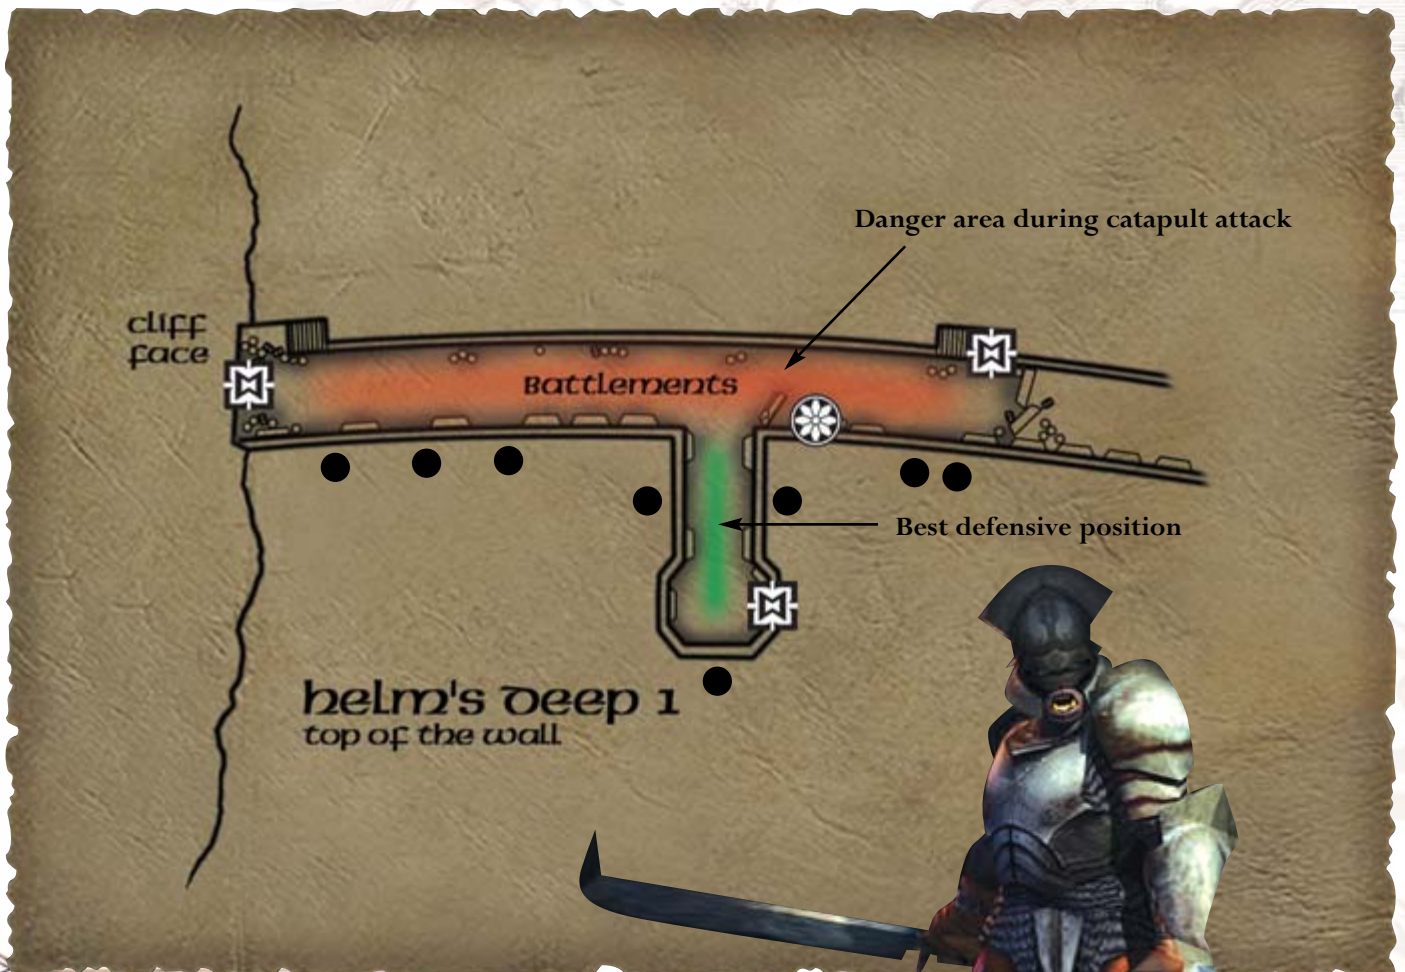 Danger area during catapult attack
cliff
face
Battlements
Best defensive position
helm's deep 1
top of the wall